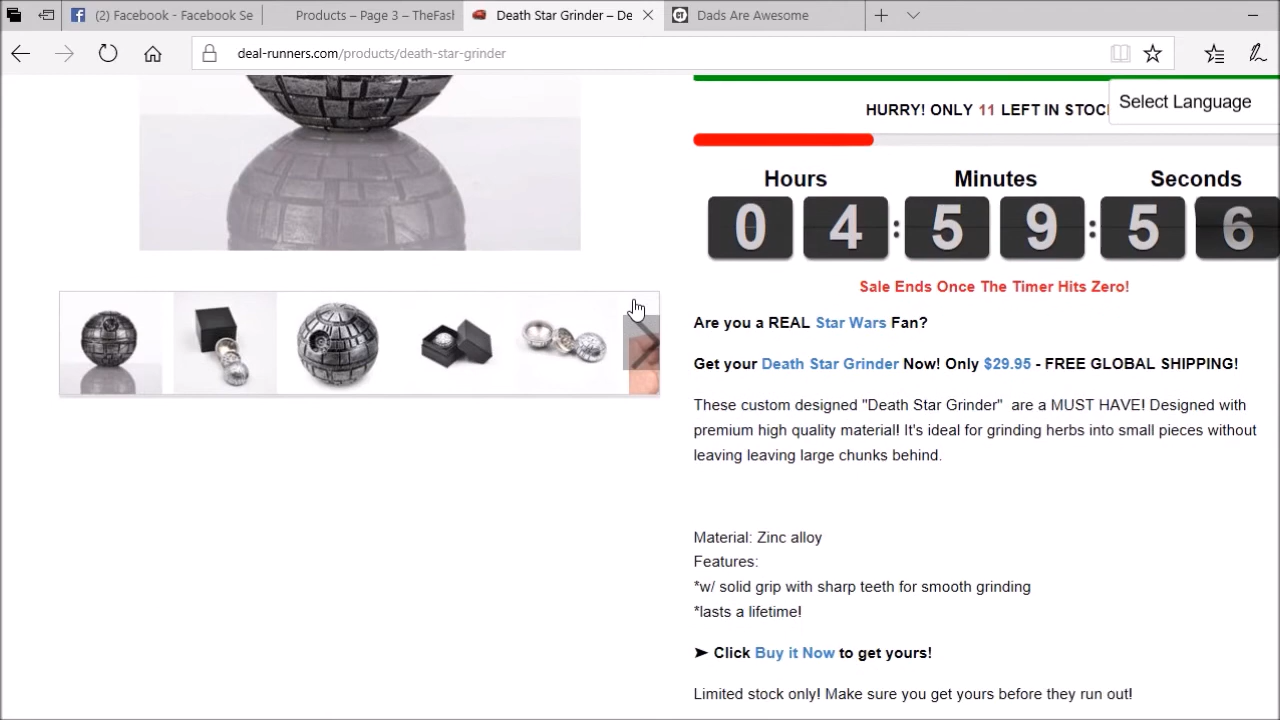 (2) Facebook - Facebook Se
Products – Page 3 – TheFasl
Death Star Grinder – De
GT
Dads Are Awesome
deal-runners.com/products/death-star-grinder
HURRY! ONLY 11 LEFT IN STOC
Select Language
Hours Minutes Seconds
0 4 : 5 9 : 5 6
Sale Ends Once The Timer Hits Zero!
Are you a REAL Star Wars Fan?
Get your Death Star Grinder Now! Only $29.95 - FREE GLOBAL SHIPPING!
These custom designed "Death Star Grinder" are a MUST HAVE! Designed with
premium high quality material! It's ideal for grinding herbs into small pieces without
leaving leaving large chunks behind.
Material: Zinc alloy
Features:
*w/ solid grip with sharp teeth for smooth grinding
*lasts a lifetime!
➤ Click Buy it Now to get yours!
Limited stock only! Make sure you get yours before they run out!